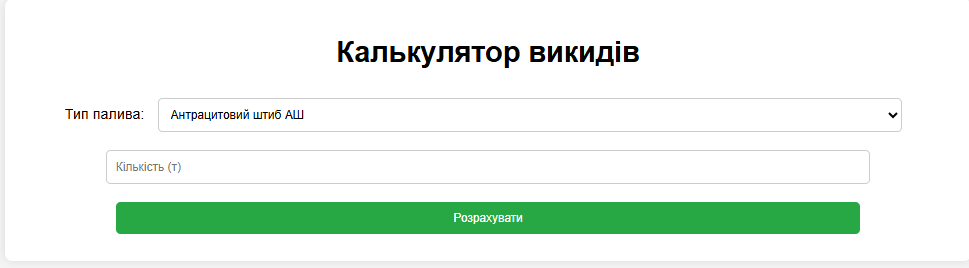 Калькулятор викидів
Тип палива: Антрацитовий штиб АШ
Кількість (т)
Розрахувати